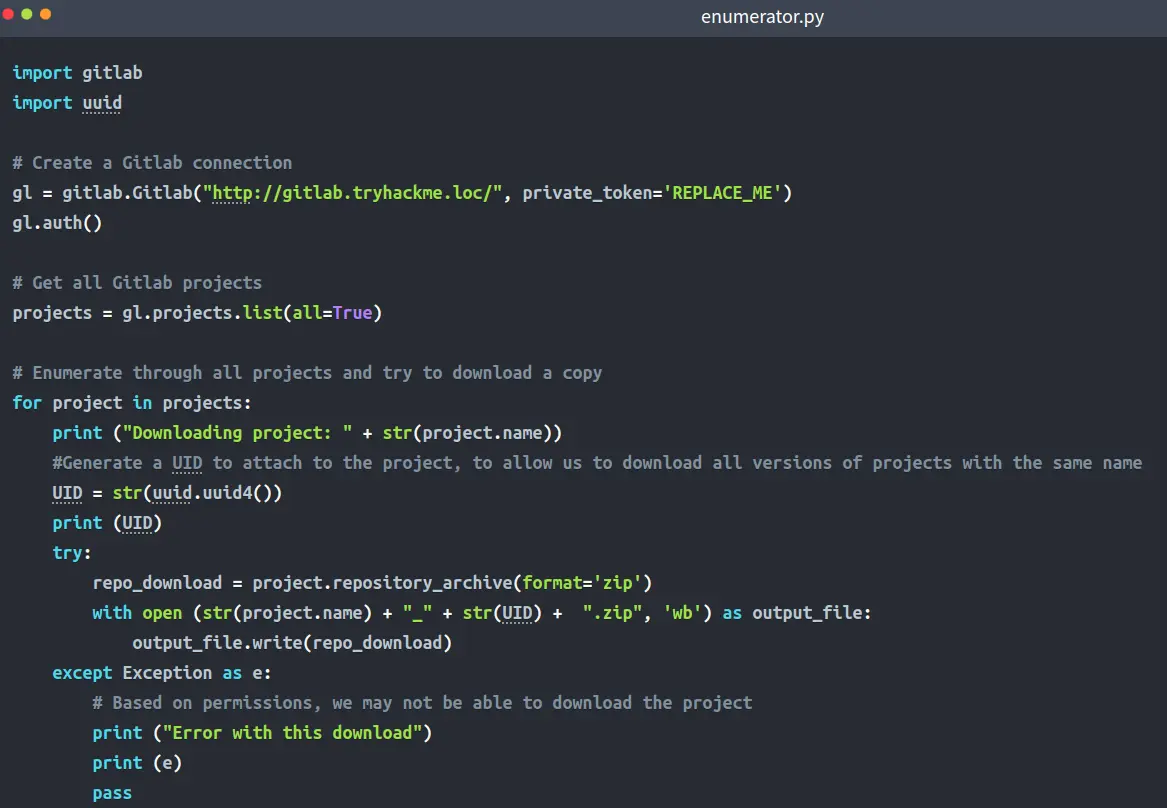 enumerator.py
import gitlab
import uuid
# Create a Gitlab connection
gl = gitlab.Gitlab("http://gitlab.tryhackme.loc/", private_token='REPLACE_ME')
gl.auth()
# Get all Gitlab projects
projects = gl.projects.list(all=True)
# Enumerate through all projects and try to download a copy
for project in projects:
    print ("Downloading project: " + str(project.name))
    #Generate a UID to attach to the project, to allow us to download all versions of projects with the same name
    UID = str(uuid.uuid4())
    print (UID)
    try:
        repo_download = project.repository_archive(format='zip')
        with open (str(project.name) + "_" + str(UID) +  ".zip", 'wb') as output_file:
            output_file.write(repo_download)
    except Exception as e:
        # Based on permissions, we may not be able to download the project
        print ("Error with this download")
        print (e)
        pass